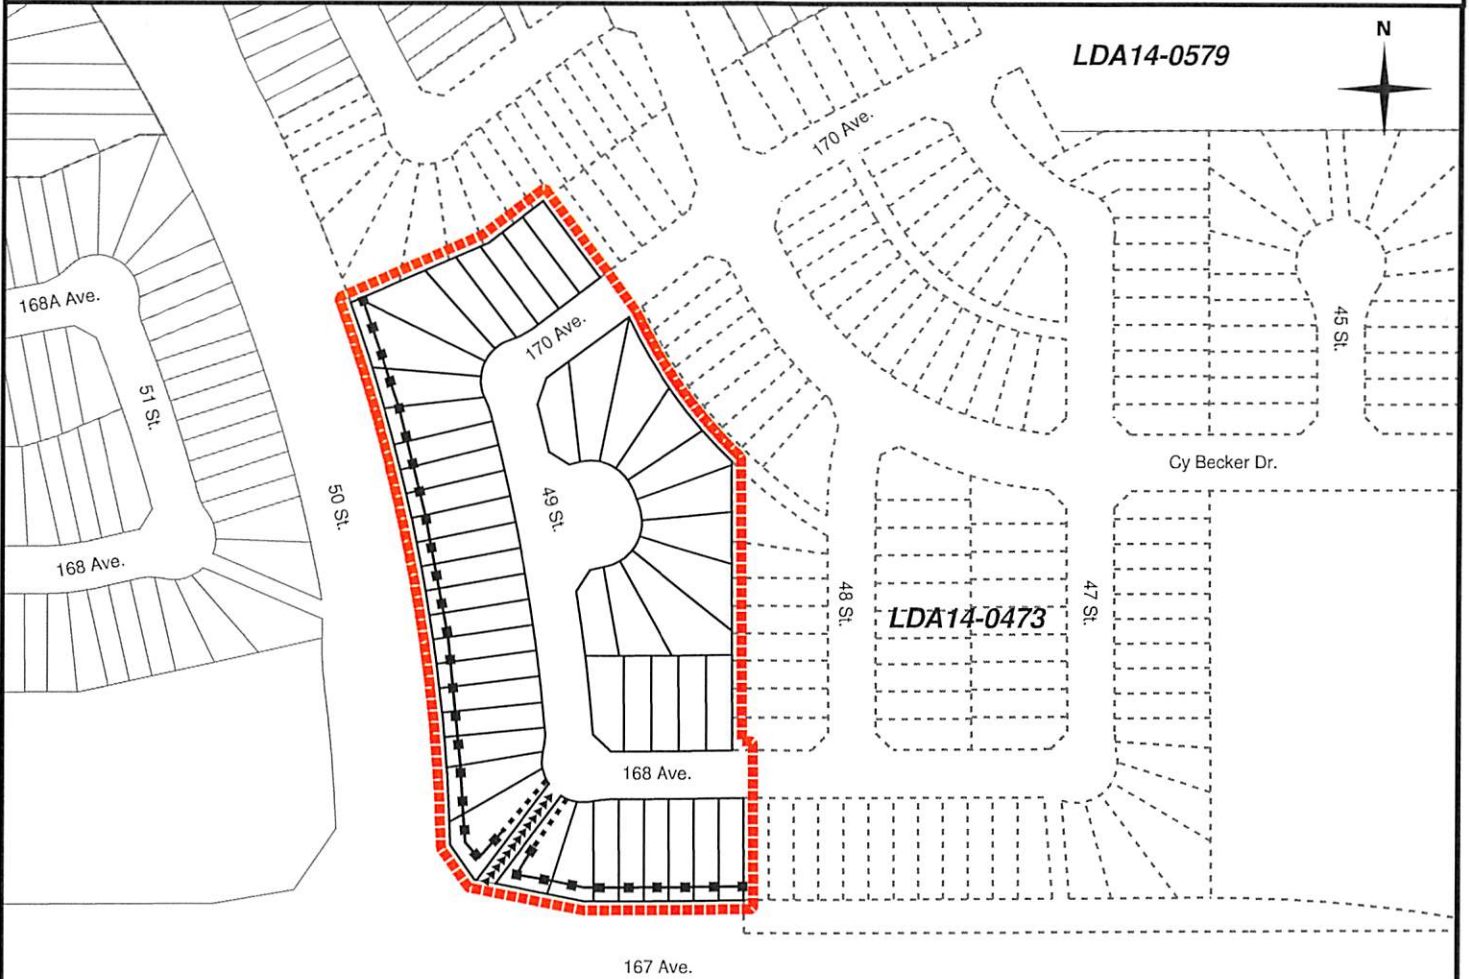 N
LDA14-0579
170 Ave.
168A Ave.
170 Ave.
45 St.
51 St.
Cy Becker Dr.
50 St.
49 St.
168 Ave.
48 St.
47 St.
LDA14-0473
168 Ave.
167 Ave.